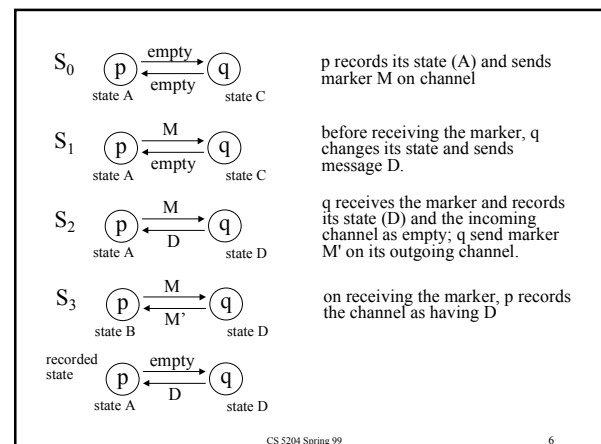 S0
empty
p
q
empty
state A
state C
p records its state (A) and sends
marker M on channel
S1
M
p
q
empty
state A
state C
before receiving the marker, q
changes its state and sends
message D.
S2
M
p
q
D
state A
state D
q receives the marker and records
its state (D) and the incoming
channel as empty; q send marker
M' on its outgoing channel.
S3
M
p
q
M’
state B
state D
on receiving the marker, p records
the channel as having D
recorded
state
empty
p
q
D
state A
state D
CS 5204 Spring 99
6